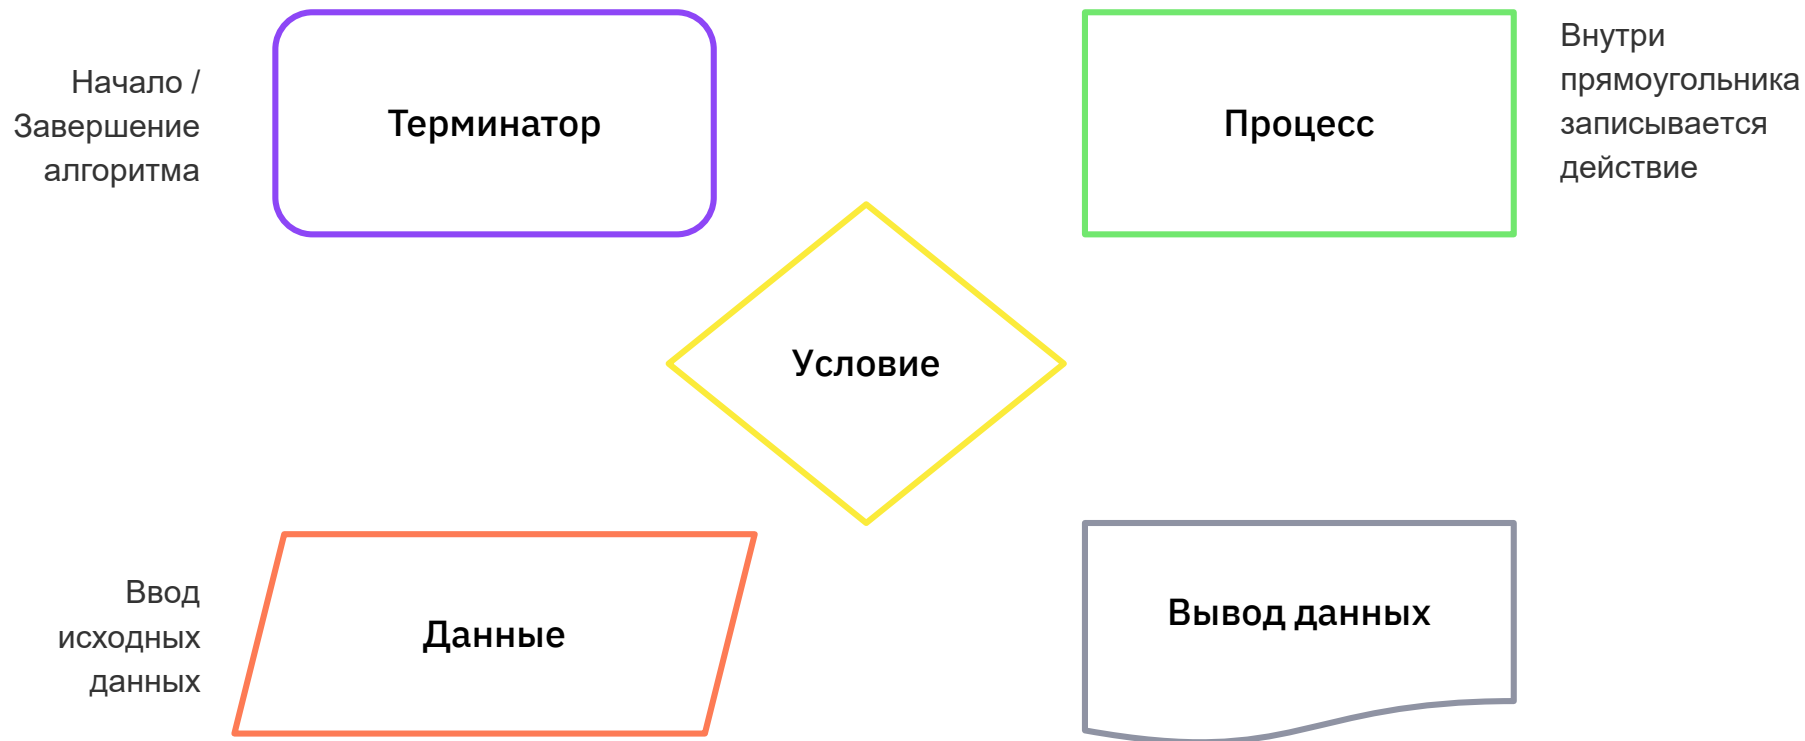 Начало /
Завершение
алгоритма
Терминатор
Процесс
Внутри
прямоугольника
записывается
действие
Условие
Ввод
исходных
данных
Данные
Вывод данных